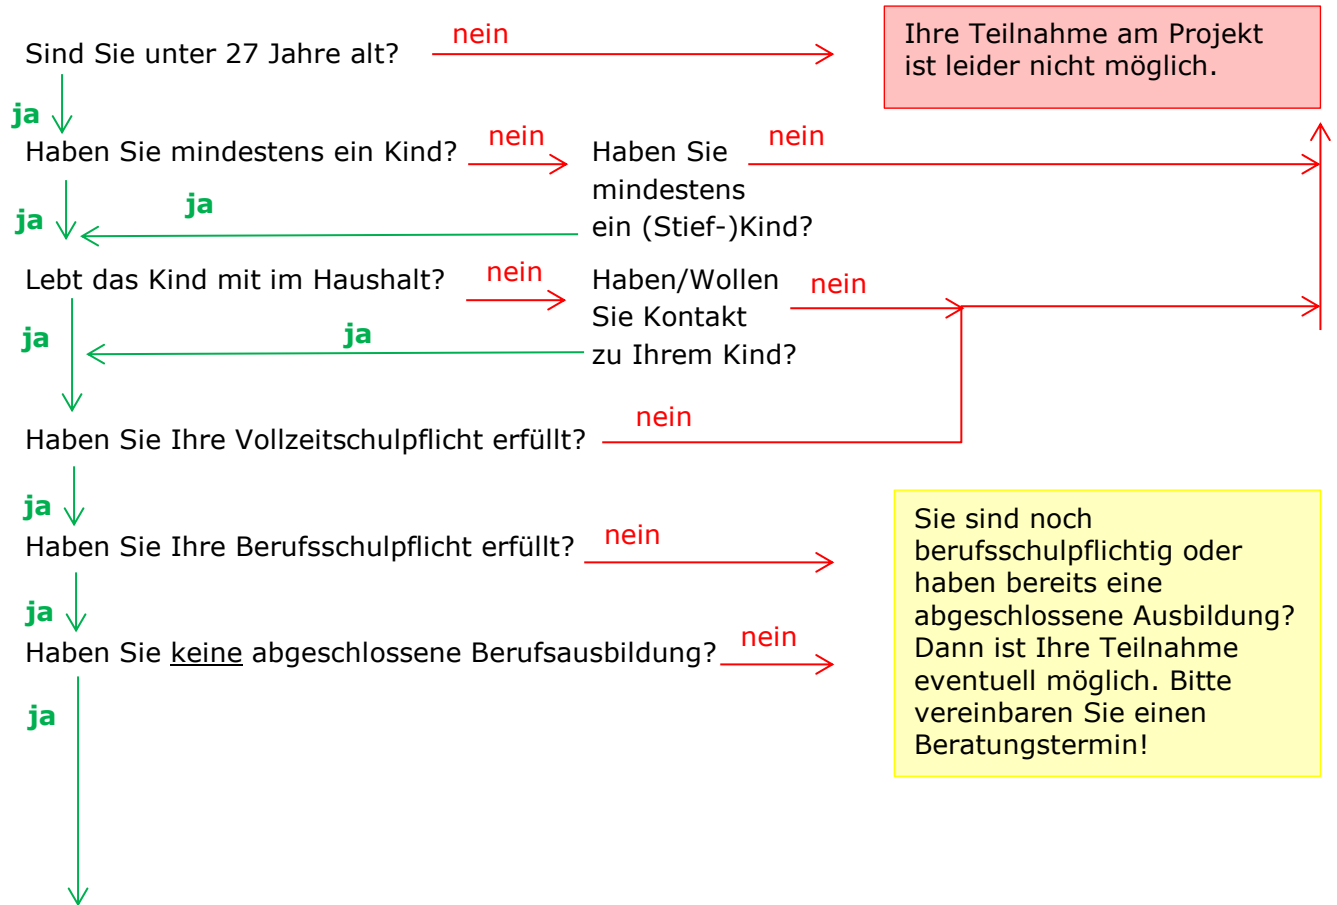 Sind Sie unter 27 Jahre alt?
nein
Ihre Teilnahme am Projekt
ist leider nicht möglich.
ja
Haben Sie mindestens ein Kind?
nein
Haben Sie
mindestens
ein (Stief-)Kind?
nein
ja
ja
Lebt das Kind mit im Haushalt?
nein
Haben/Wollen
Sie Kontakt
zu Ihrem Kind?
nein
ja
ja
Haben Sie Ihre Vollzeitschulpflicht erfüllt?
nein
ja
Haben Sie Ihre Berufsschulpflicht erfüllt?
nein
ja
Haben Sie keine abgeschlossene Berufsausbildung?
nein
ja
Sie sind noch
berufsschulpflichtig oder
haben bereits eine
abgeschlossene Ausbildung?
Dann ist Ihre Teilnahme
eventuell möglich. Bitte
vereinbaren Sie einen
Beratungstermin!